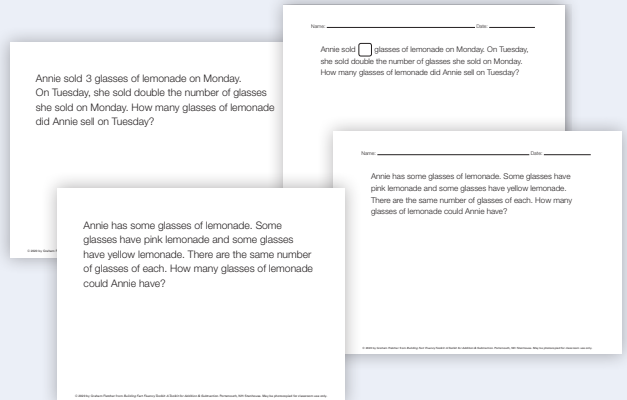 Annie sold 3 glasses of lemonade on Monday.
On Tuesday, she sold double the number of glasses
she sold on Monday. How many glasses of lemonade
did Annie sell on Tuesday?
Name: Date:
Annie sold glasses of lemonade on Monday. On Tuesday,
she sold double the number of glasses she sold on Monday.
How many glasses of lemonade did Annie sell on Tuesday?
Annie has some glasses of lemonade. Some
glasses have pink lemonade and some glasses
have yellow lemonade. There are the same number
of glasses of each. How many glasses of lemonade
could Annie have?
Name: Date:
Annie has some glasses of lemonade. Some glasses have
pink lemonade and some glasses have yellow lemonade.
There are the same number of glasses of each. How many
glasses of lemonade could Annie have?